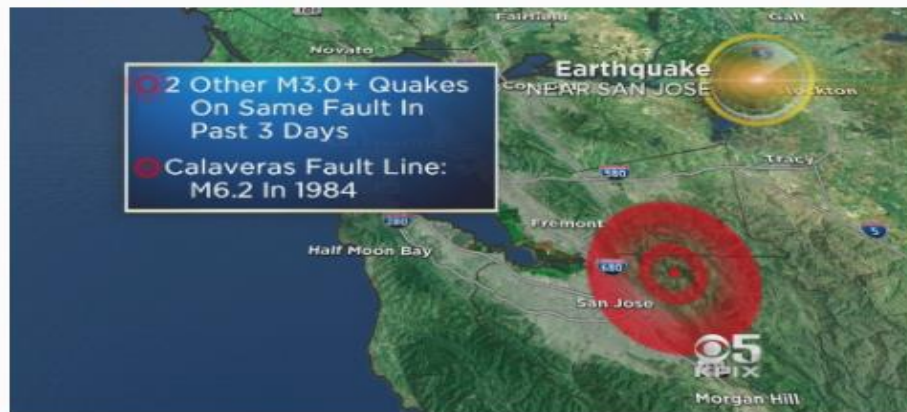 Fairfield
Galt
Novato
2 Other M3.0+ Quakes
On Same Fault In
Past 3 Days
Calaveras Fault Line:
M6.2 In 1984
Earthquake
NEAR SAN JOSE
Stockton
Tracy
580
Fremont
280
5
Half Moon Bay
680
San Jose
5
KPIX
Morgan Hill